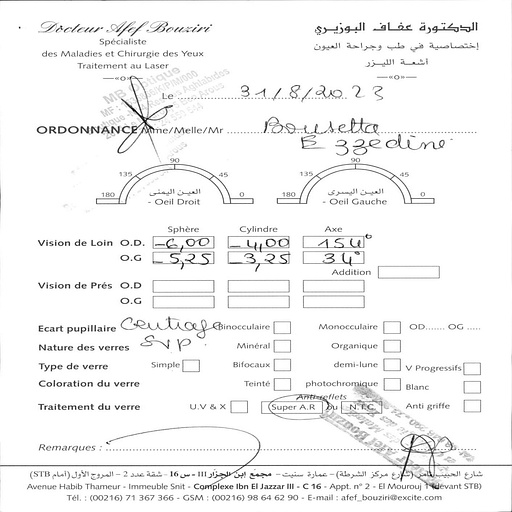 Docteur Afef Bouziri
Spécialiste
des Maladies et Chirurgie des Yeux
Traitement au Laser
الدكتورة عفاف البوزيري
إختصاصية في طب وجراحة العيون
أشعة الليزر
Le 31/8/2023
ORDONNANCE Mme/Melle/Mr Bousetta
Ezzedine
90
135 45
180 0
العين اليمنى
- Oeil Droit
90
135 45
180 0
العين اليسرى
- Oeil Gauche
Sphère Cylindre Axe
Vision de Loin O.D. -6,00 -4,00 154°
O.G -5,25 -3,25 34°
Addition
Vision de Prés O.D
O.G
Ecart pupillaire Centrage Binoculaire Monoculaire OD....... OG .....
SVP
Nature des verres Minéral Organique
Type de verre Simple Bifocaux demi-lune V Progressifs
Coloration du verre Teinté photochromique Blanc
Anti-reflets
Traitement du verre U.V & X Super A.R ou N.T.C Anti griffe
Remarques :
شارع الحبيب ثامر (شارع مركز الشرطة) - عمارة سنيت - مجمع ابن الجزار III - س 16 - شقة عدد 2 - المروج الأول (أمام STB)
Avenue Habib Thameur - Immeuble Snit - Complexe Ibn El Jazzar III - C 16 - Appt. n° 2 - El Mourouj 1 (devant STB)
Tél. : (00216) 71 367 366 - GSM : (00216) 98 64 62 90 - E-mail : afef_bouziri@excite.com